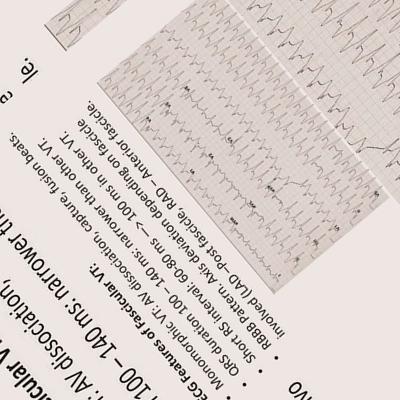 le.
ECG Features of Fascicular VT.
Monomorphic VT. AV dissociation, capture, fusion beats.
QRS duration 100 – 140 ms: narrower than other VT.
Short RS interval: 60-80 ms –> 100 ms in other VT.
RBBB Pattern. Axis deviation depending on fascicle
Involved (LAD –Post fascicle, RAD Anterior fascicle.
cular V
T. AV dissociation,
100 – 140 ms: narrower th